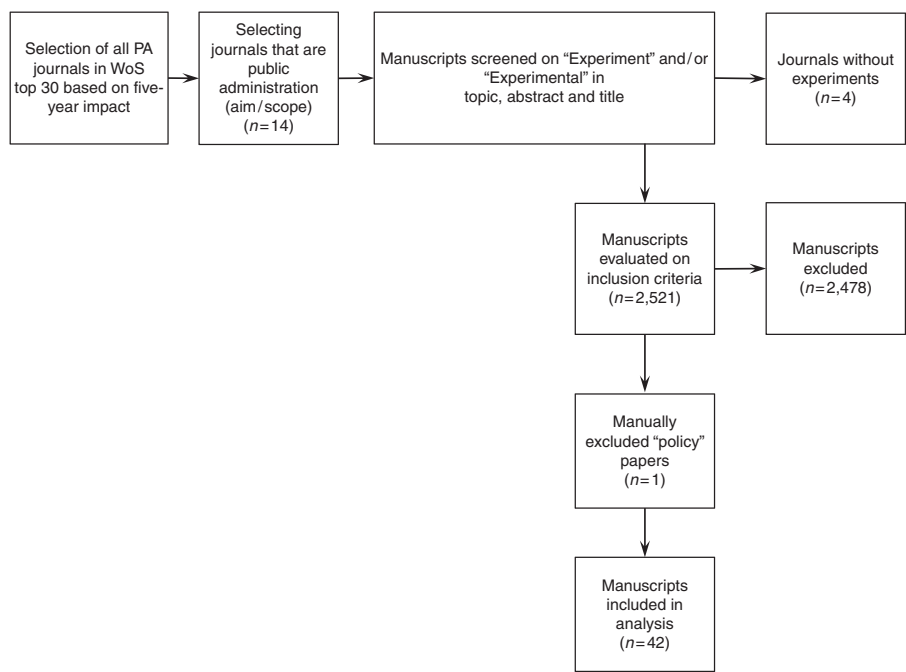 Selection of all PA
journals in WoS
top 30 based on five-
year impact
Selecting
journals that are
public
administration
(aim/scope)
(n=14)
Manuscripts screened on “Experiment” and/or
“Experimental” in
topic, abstract and title
Journals without
experiments
(n=4)
Manuscripts
evaluated on
inclusion criteria
(n=2,521)
Manuscripts
excluded
(n=2,478)
Manually
excluded “policy”
papers
(n=1)
Manuscripts
included in
analysis
(n=42)